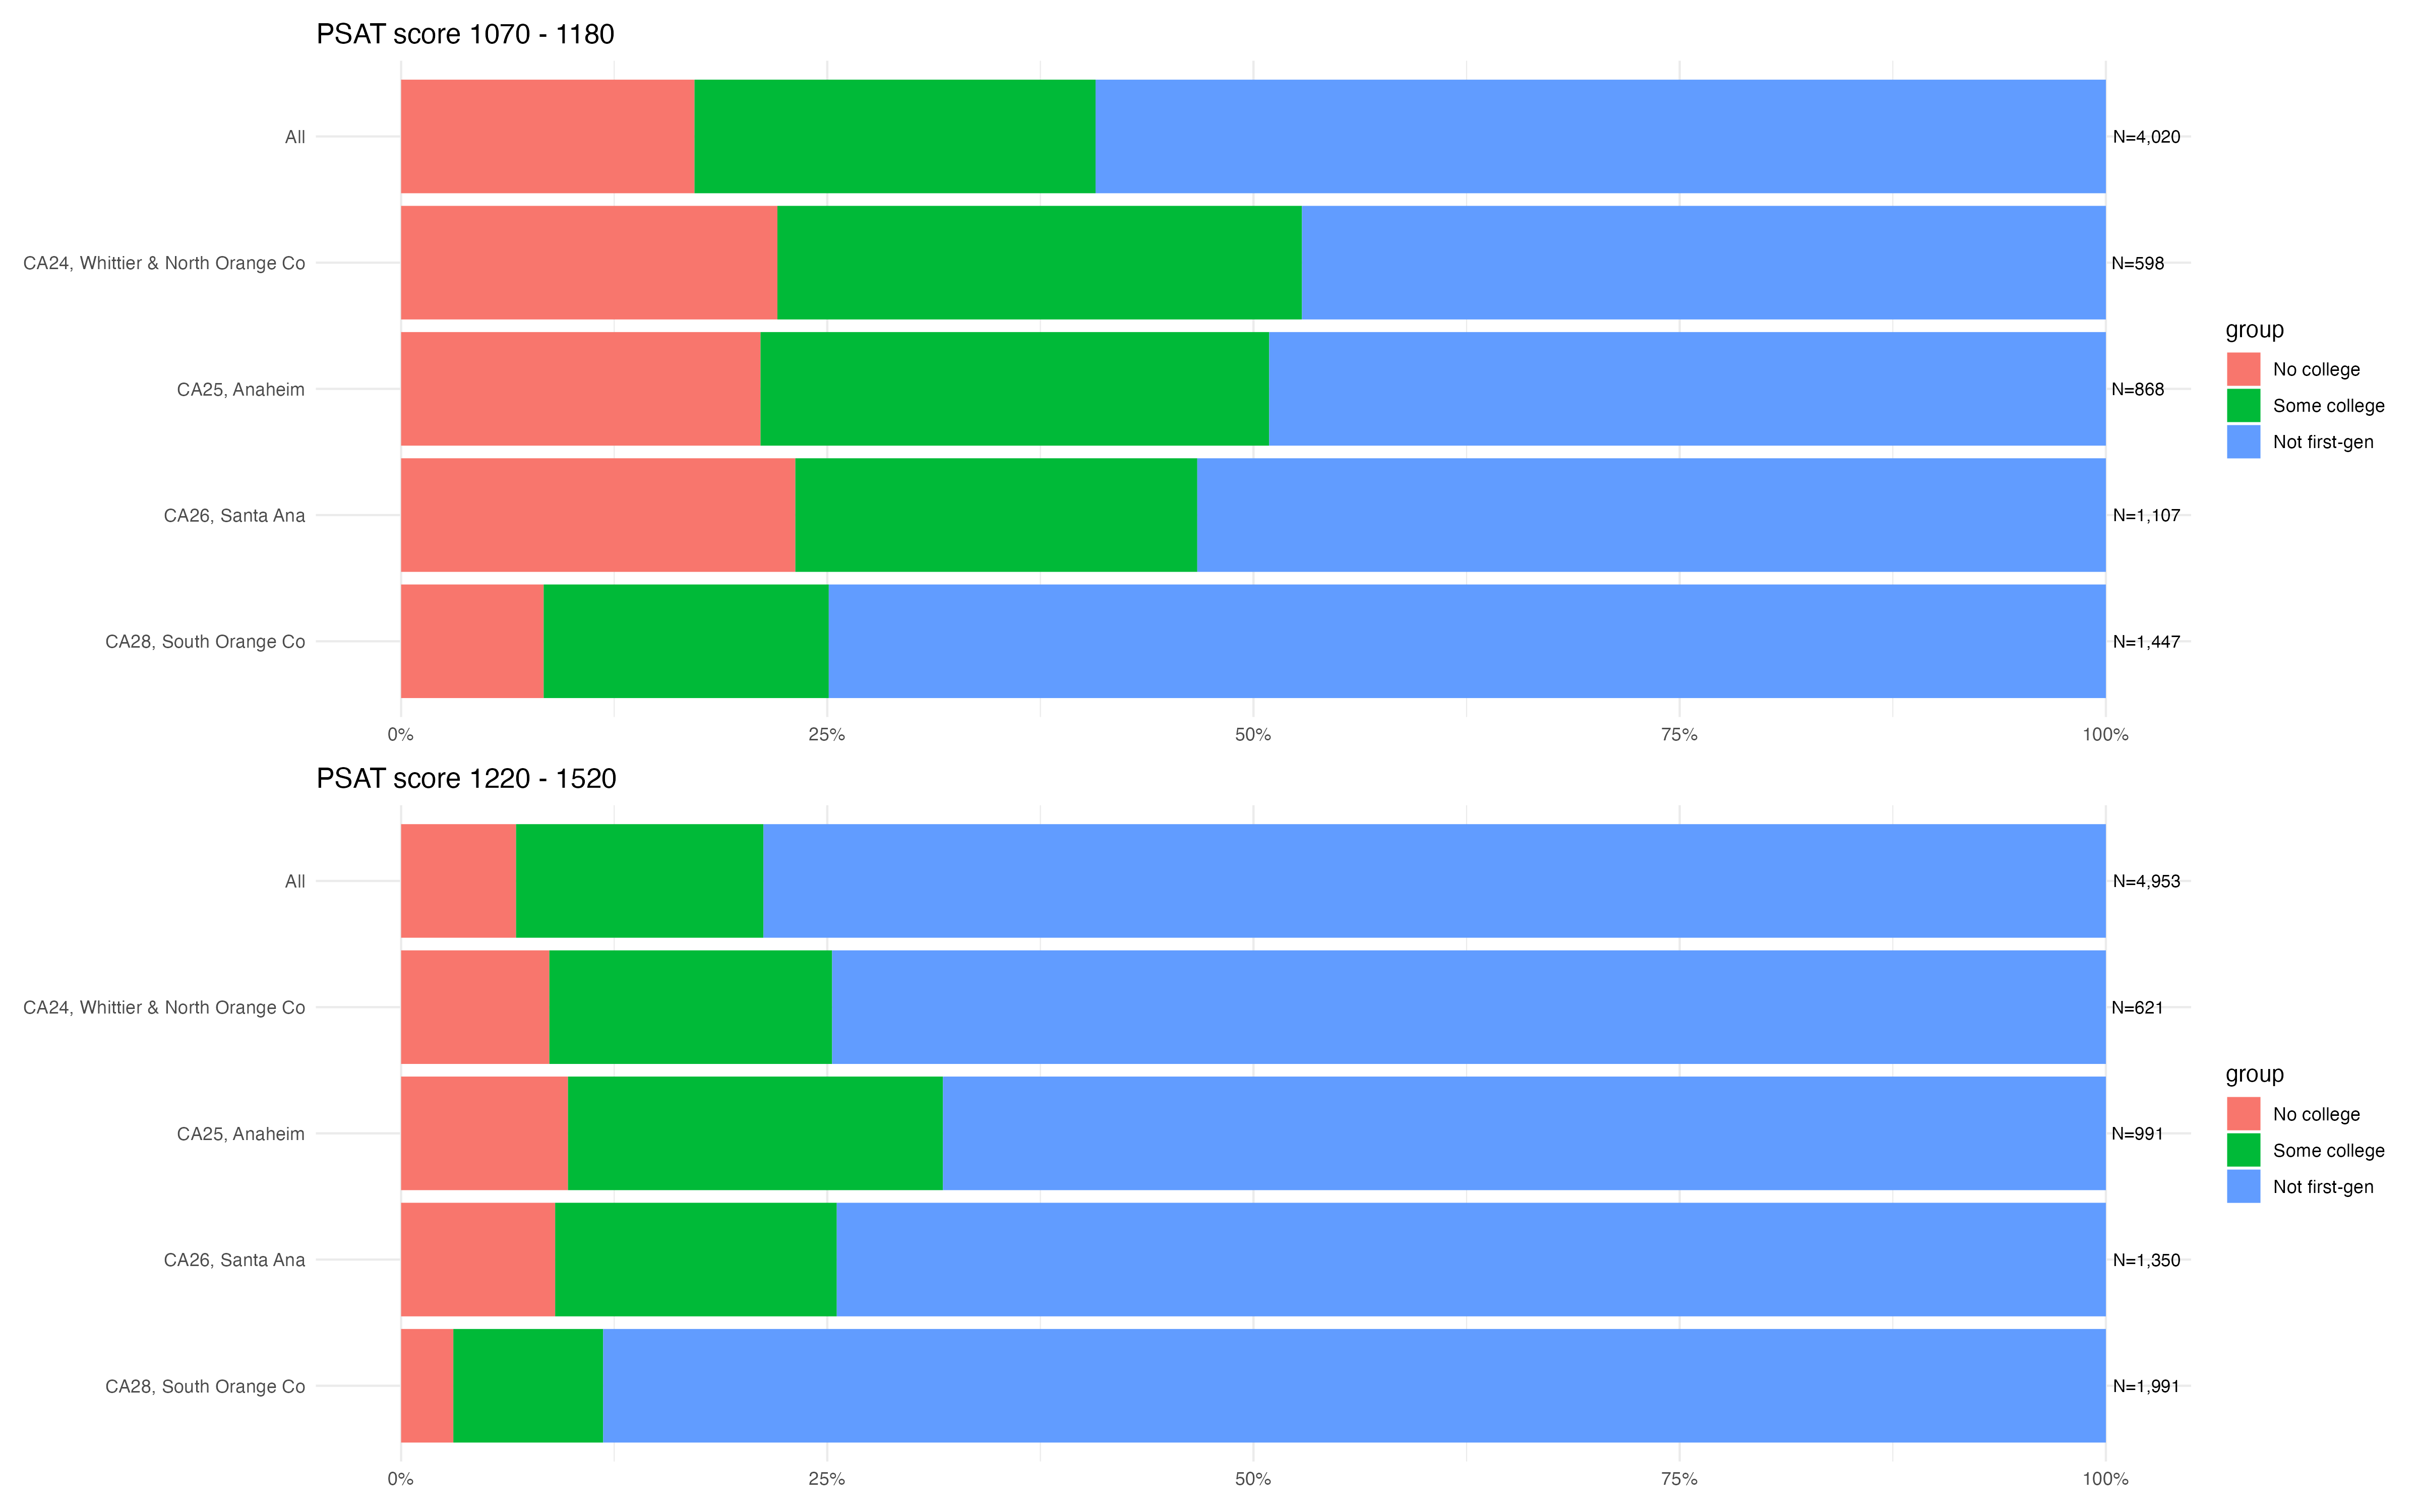 PSAT score 1070 - 1180
All
N=4,020
CA24, Whittier & North Orange Co
N=598
CA25, Anaheim
N=868
CA26, Santa Ana
N=1,107
CA28, South Orange Co
N=1,447
0% 25% 50% 75% 100%
group
No college
Some college
Not first-gen
PSAT score 1220 - 1520
All
N=4,953
CA24, Whittier & North Orange Co
N=621
CA25, Anaheim
N=991
CA26, Santa Ana
N=1,350
CA28, South Orange Co
N=1,991
0% 25% 50% 75% 100%
group
No college
Some college
Not first-gen